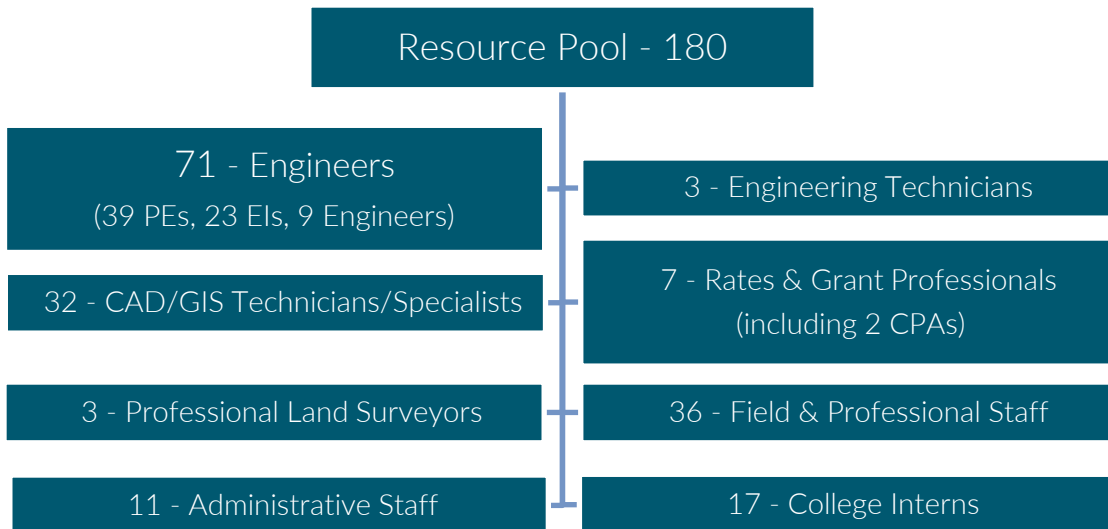 Resource Pool - 180
71 - Engineers
(39 PEs, 23 EIs, 9 Engineers)
3 - Engineering Technicians
32 - CAD/GIS Technicians/Specialists
7 - Rates & Grant Professionals
(including 2 CPAs)
3 - Professional Land Surveyors
36 - Field & Professional Staff
11 - Administrative Staff
17 - College Interns